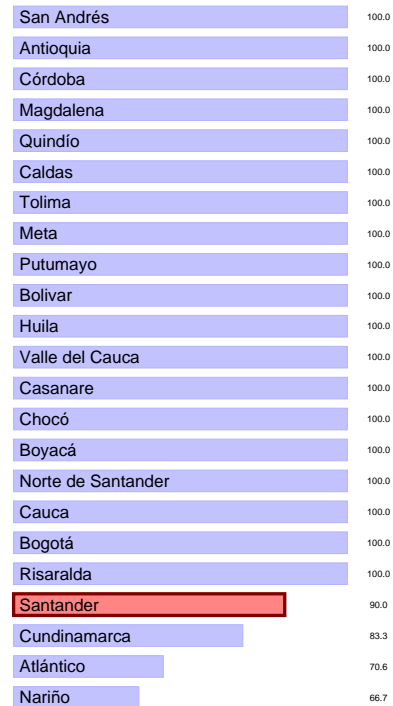 San Andrés 100.0
Antioquia 100.0
Córdoba 100.0
Magdalena 100.0
Quindío 100.0
Caldas 100.0
Tolima 100.0
Meta 100.0
Putumayo 100.0
Bolivar 100.0
Huila 100.0
Valle del Cauca 100.0
Casanare 100.0
Chocó 100.0
Boyacá 100.0
Norte de Santander 100.0
Cauca 100.0
Bogotá 100.0
Risaralda 100.0
Santander 90.0
Cundinamarca 83.3
Atlántico 70.6
Nariño 66.7